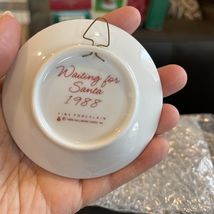 Waiting for
Santa
1988
FINE PORCELAIN